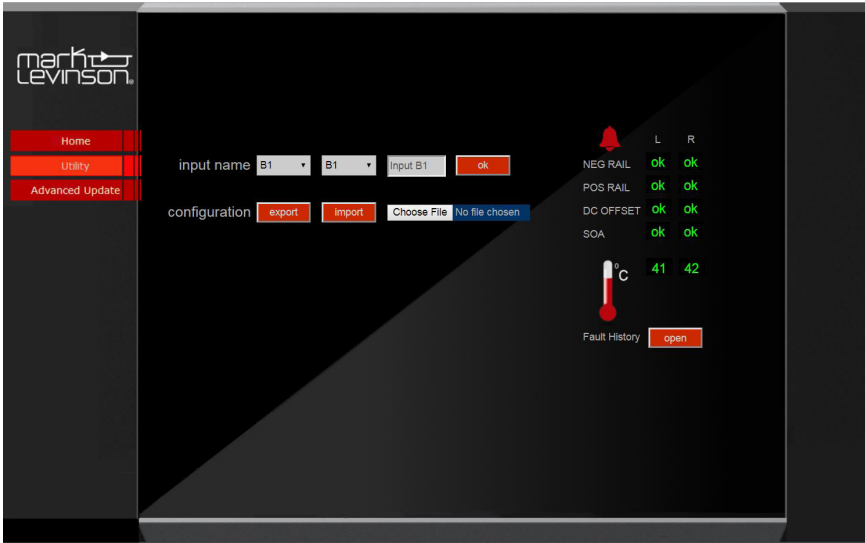 mark
Levinson®
Home
Utility
Advanced Update
input name B1 B1 Input B1 ok
configuration export import Choose File No file chosen
L R
NEG RAIL ok ok
POS RAIL ok ok
DC OFFSET ok ok
SOA ok ok
°C 41 42
Fault History open